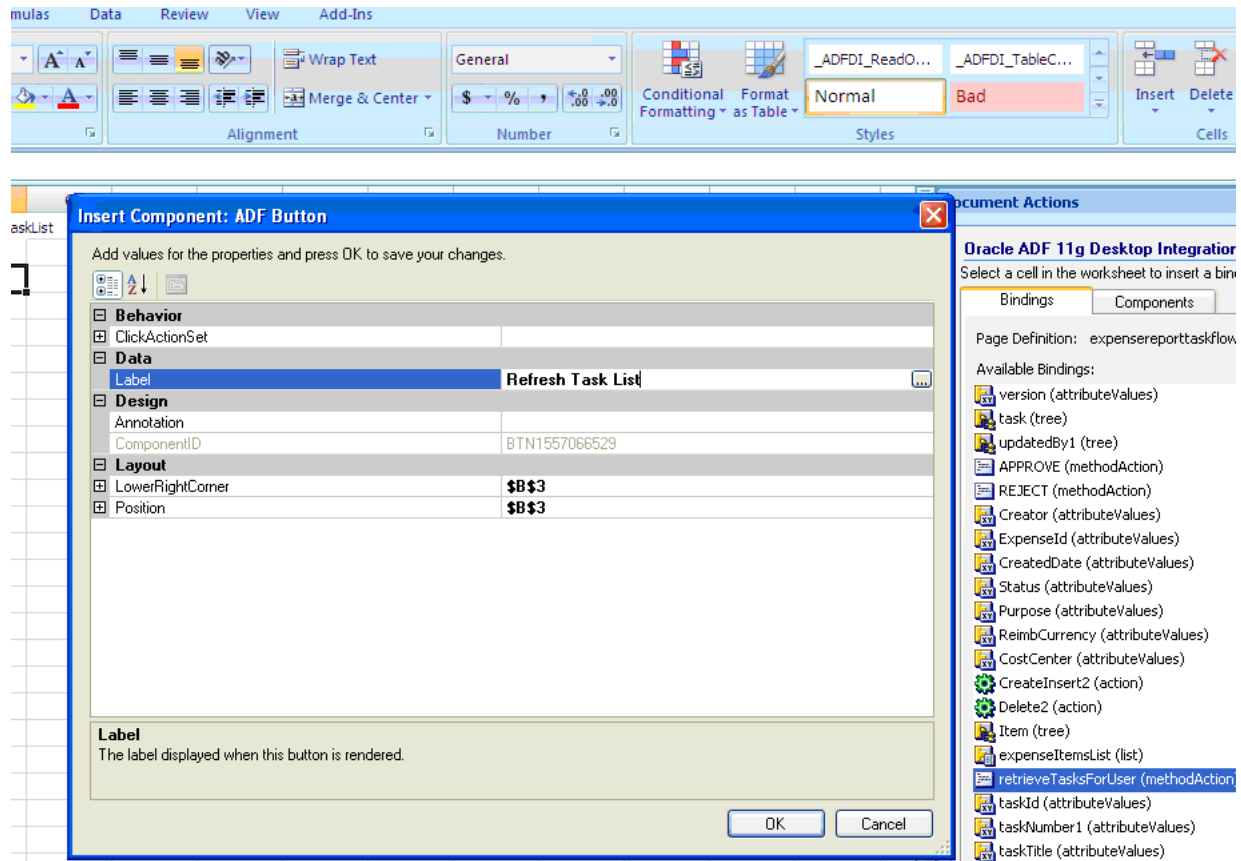 mulas Data Review View Add-Ins
A A Wrap Text General _ADFDI_ReadO... _ADFDI_TableC...
A Merge & Center $ % , .0 .00 .00 .0 Conditional Formatting Format as Table Normal Bad Insert Delete
Alignment Number Styles Cells
askList
Insert Component: ADF Button
Add values for the properties and press OK to save your changes.
A Z
Behavior
ClickActionSet
Data
Label Refresh Task List ...
Design
Annotation
ComponentID BTN1557066529
Layout
LowerRightCorner $B$3
Position $B$3
Label
The label displayed when this button is rendered.
OK Cancel
ocument Actions
Oracle ADF 11g Desktop Integration
Select a cell in the worksheet to insert a bin
Bindings Components
Page Definition: expensereporttaskflow
Available Bindings:
version (attributeValues)
task (tree)
updatedBy1 (tree)
APPROVE (methodAction)
REJECT (methodAction)
Creator (attributeValues)
ExpenseId (attributeValues)
CreatedDate (attributeValues)
Status (attributeValues)
Purpose (attributeValues)
ReimbCurrency (attributeValues)
CostCenter (attributeValues)
CreateInsert2 (action)
Delete2 (action)
Item (tree)
expenseItemsList (list)
retrieveTasksForUser (methodAction)
taskId (attributeValues)
taskNumber1 (attributeValues)
taskTitle (attributeValues)